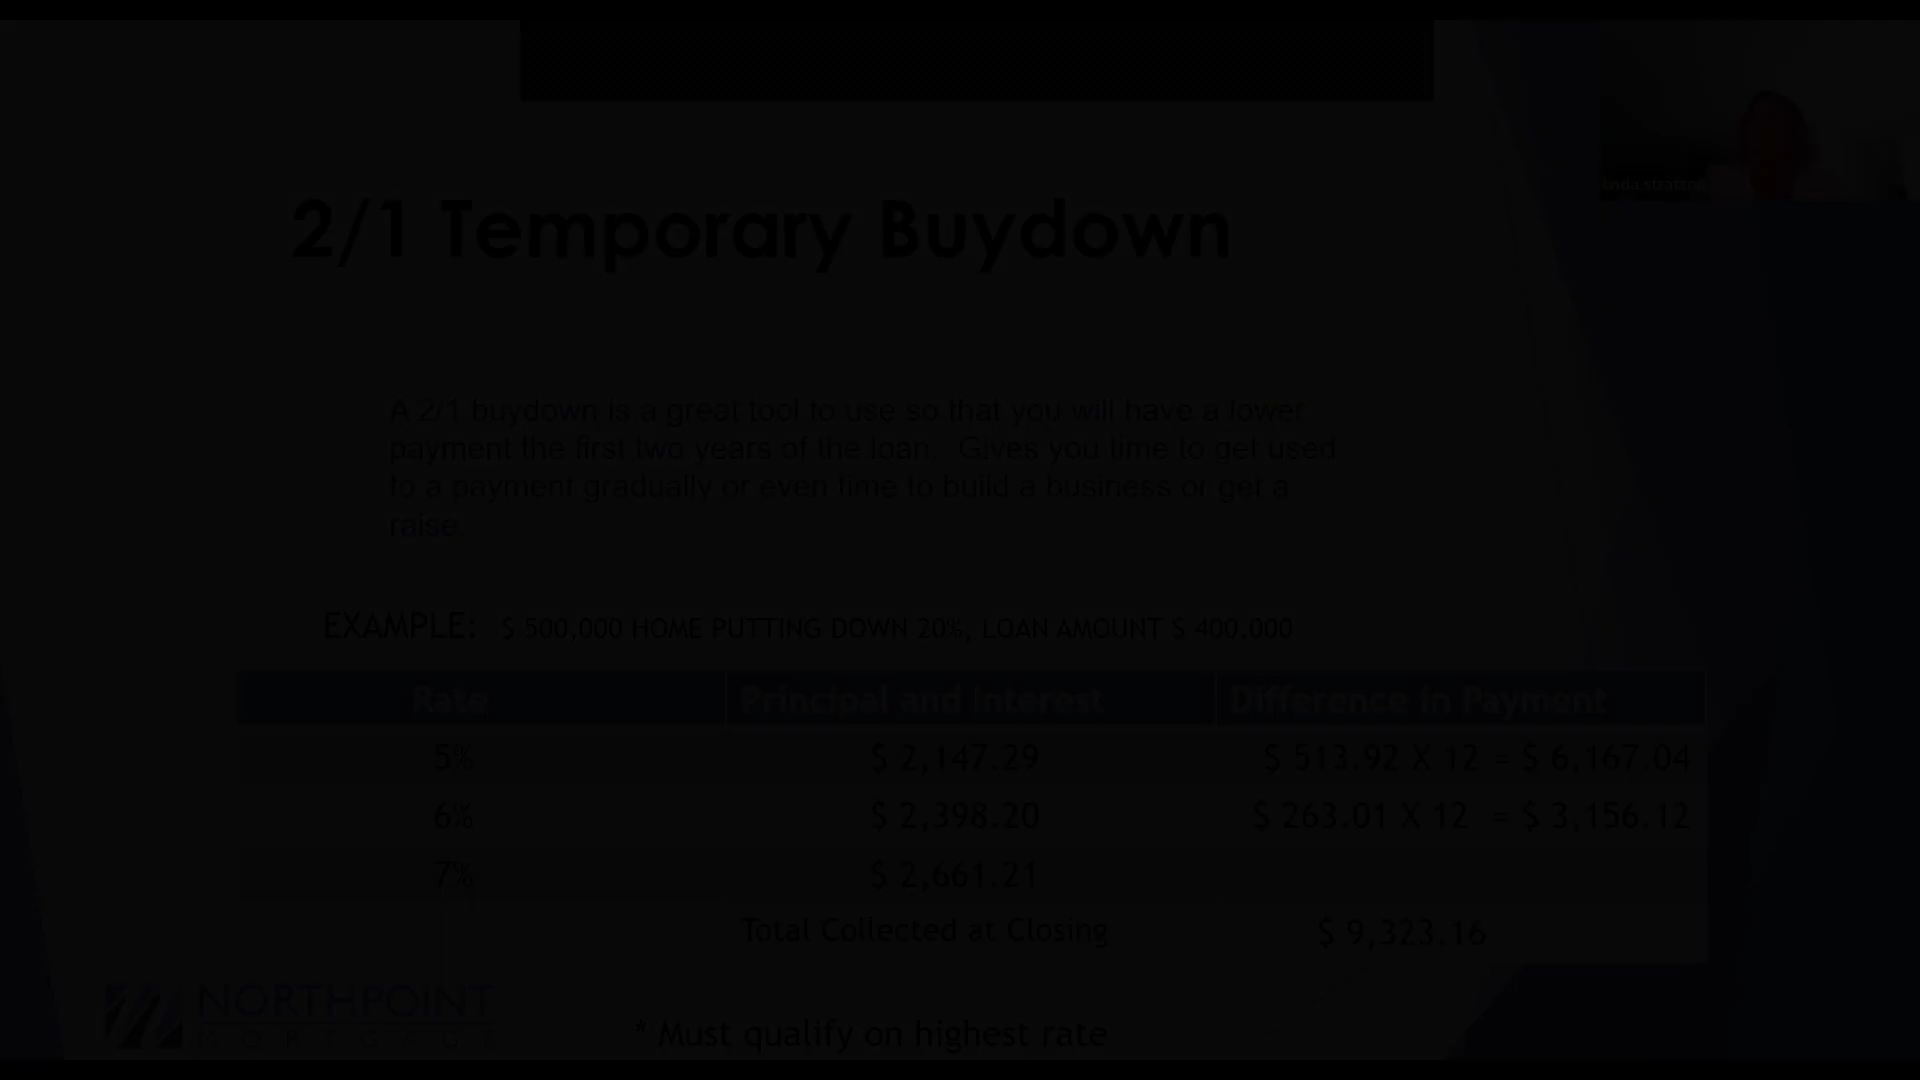 2/1 Temporary Buydown
A 2/1 buydown is a great tool to use so that you will have a lower
payment the first two years of the loan.  Gives you time to get used
to a payment gradually or even time to build a business or get a
raise.
EXAMPLE: $ 500,000 HOME PUTTING DOWN 20%, LOAN AMOUNT $ 400,000
Rate Principal and Interest Difference in Payment
5% $ 2,147.29 $ 513.92 X 12 = $ 6,167.04
6% $ 2,398.20 $ 263.01 X 12 = $ 3,156.12
7% $ 2,661.21
Total Collected at Closing $ 9,323.16
NORTHPOINT
MORTGAGE
* Must qualify on highest rate